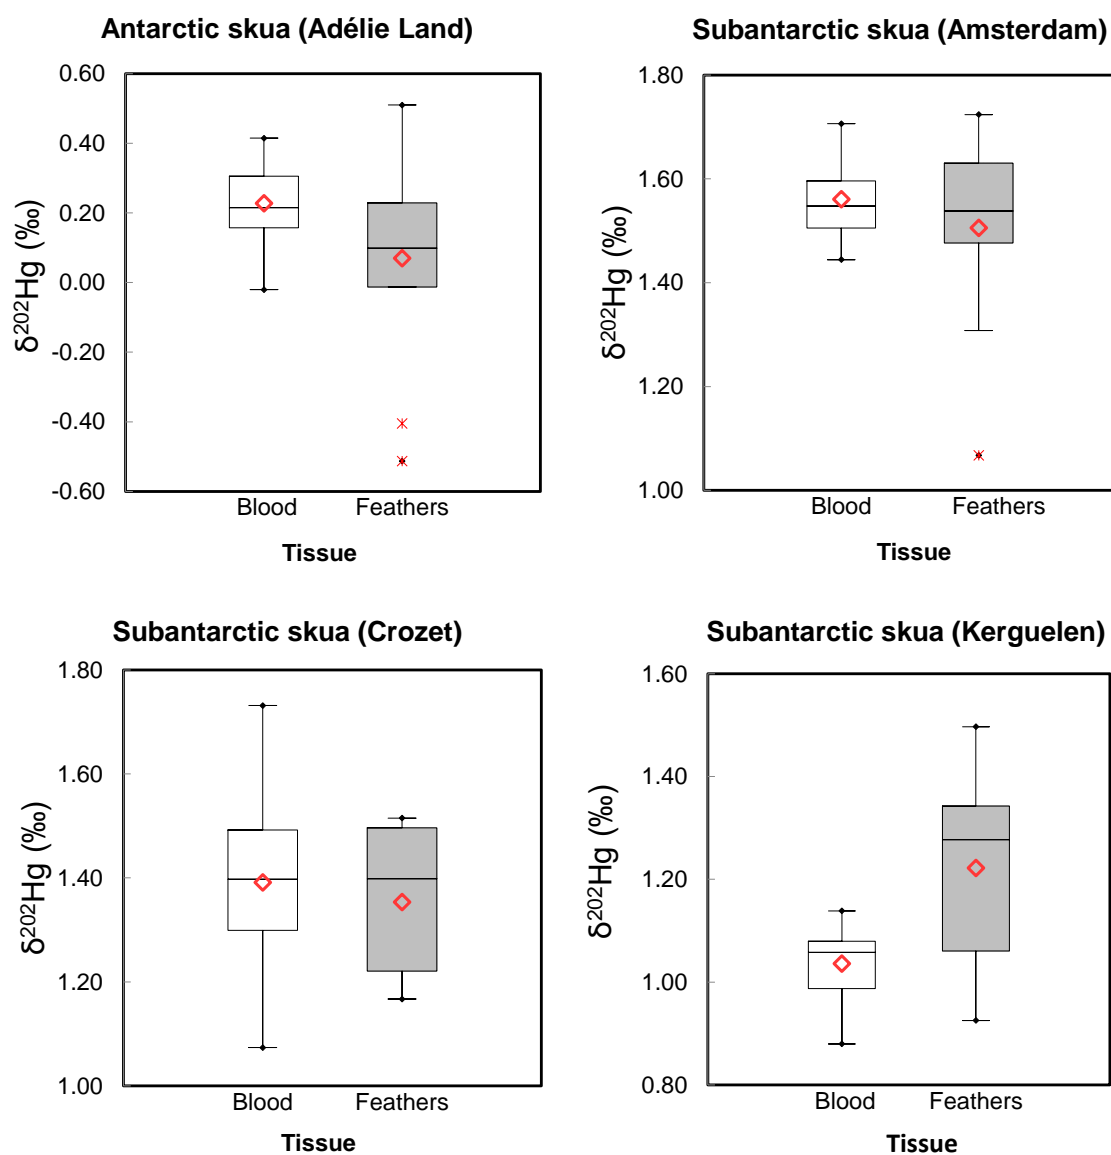 Antarctic skua (Adélie Land)
0.60
0.40
0.20
0.00
-0.20
-0.40
-0.60
δ²⁰²Hg (‰)
Blood Feathers
Tissue
Subantarctic skua (Amsterdam)
1.80
1.60
1.40
1.20
1.00
δ²⁰²Hg (‰)
Blood Feathers
Tissue
Subantarctic skua (Crozet)
1.80
1.60
1.40
1.20
1.00
δ²⁰²Hg (‰)
Blood Feathers
Tissue
Subantarctic skua (Kerguelen)
1.60
1.40
1.20
1.00
0.80
δ²⁰²Hg (‰)
Blood Feathers
Tissue